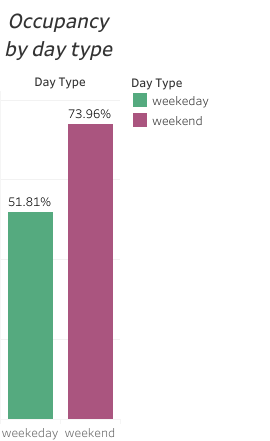 Occupancy
by day type
Day Type
Day Type
weekeday
weekend
73.96%
51.81%
weekeday
weekend